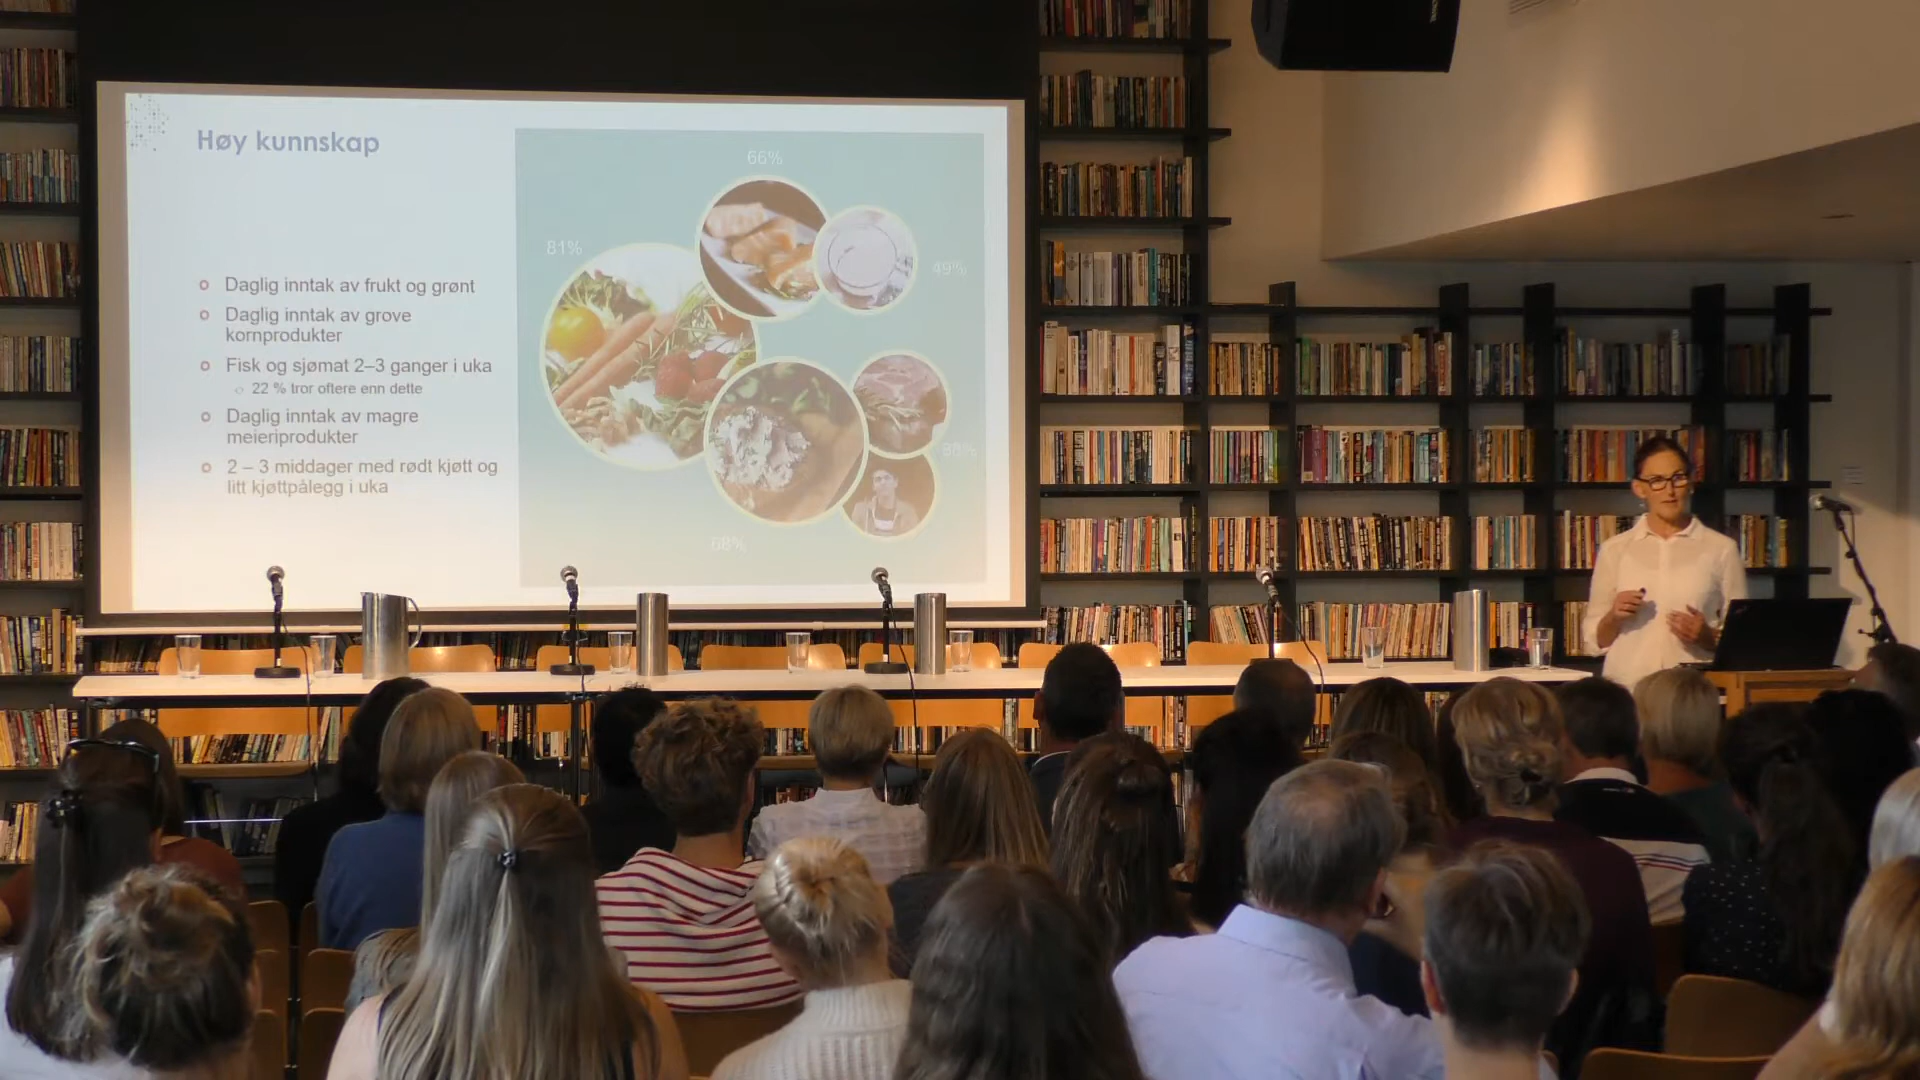 Høy kunnskap
Daglig inntak av frukt og grønt
Daglig inntak av grove
kornprodukter
Fisk og sjømat 2–3 ganger i uka
22 % tror oftere enn dette
Daglig inntak av magre
meieriprodukter
2 – 3 middager med rødt kjøtt og
litt kjøttpålegg i uka
66%
81%
49%
68%